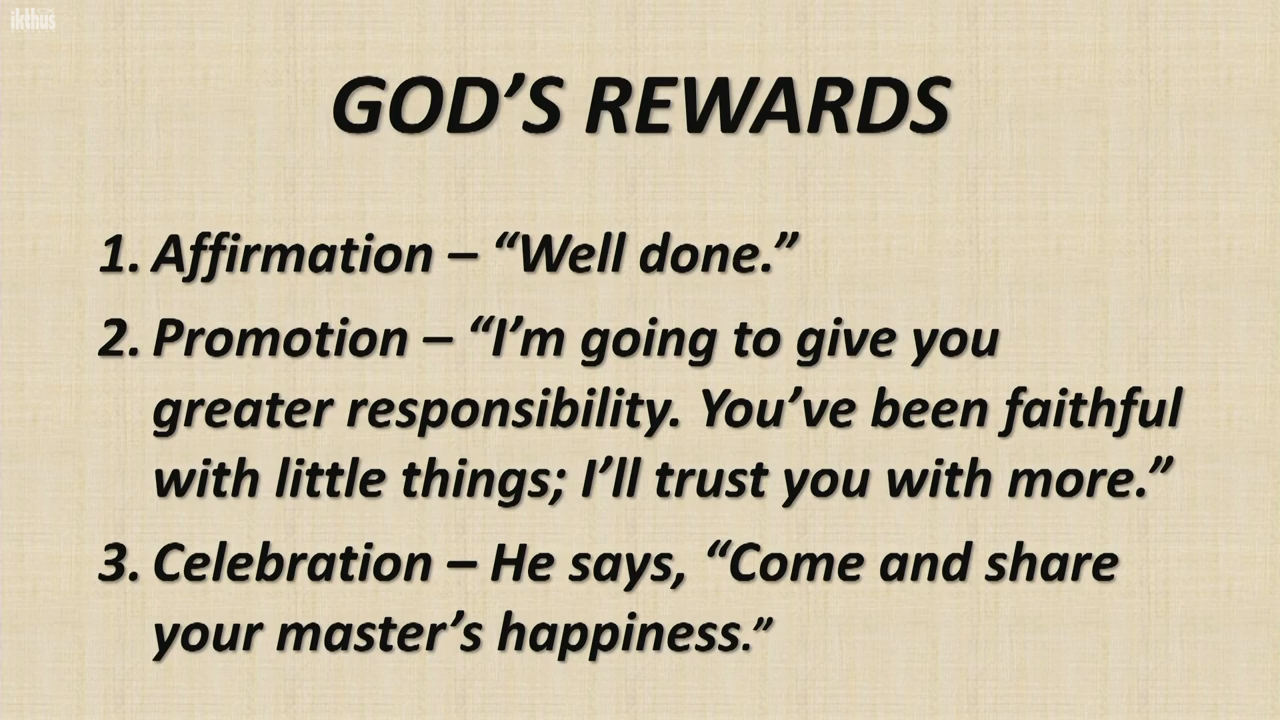 ikthus
GOD’S REWARDS
1. Affirmation – “Well done.”
2. Promotion – “I’m going to give you
greater responsibility. You’ve been faithful
with little things; I’ll trust you with more.”
3. Celebration – He says, “Come and share
your master’s happiness.”